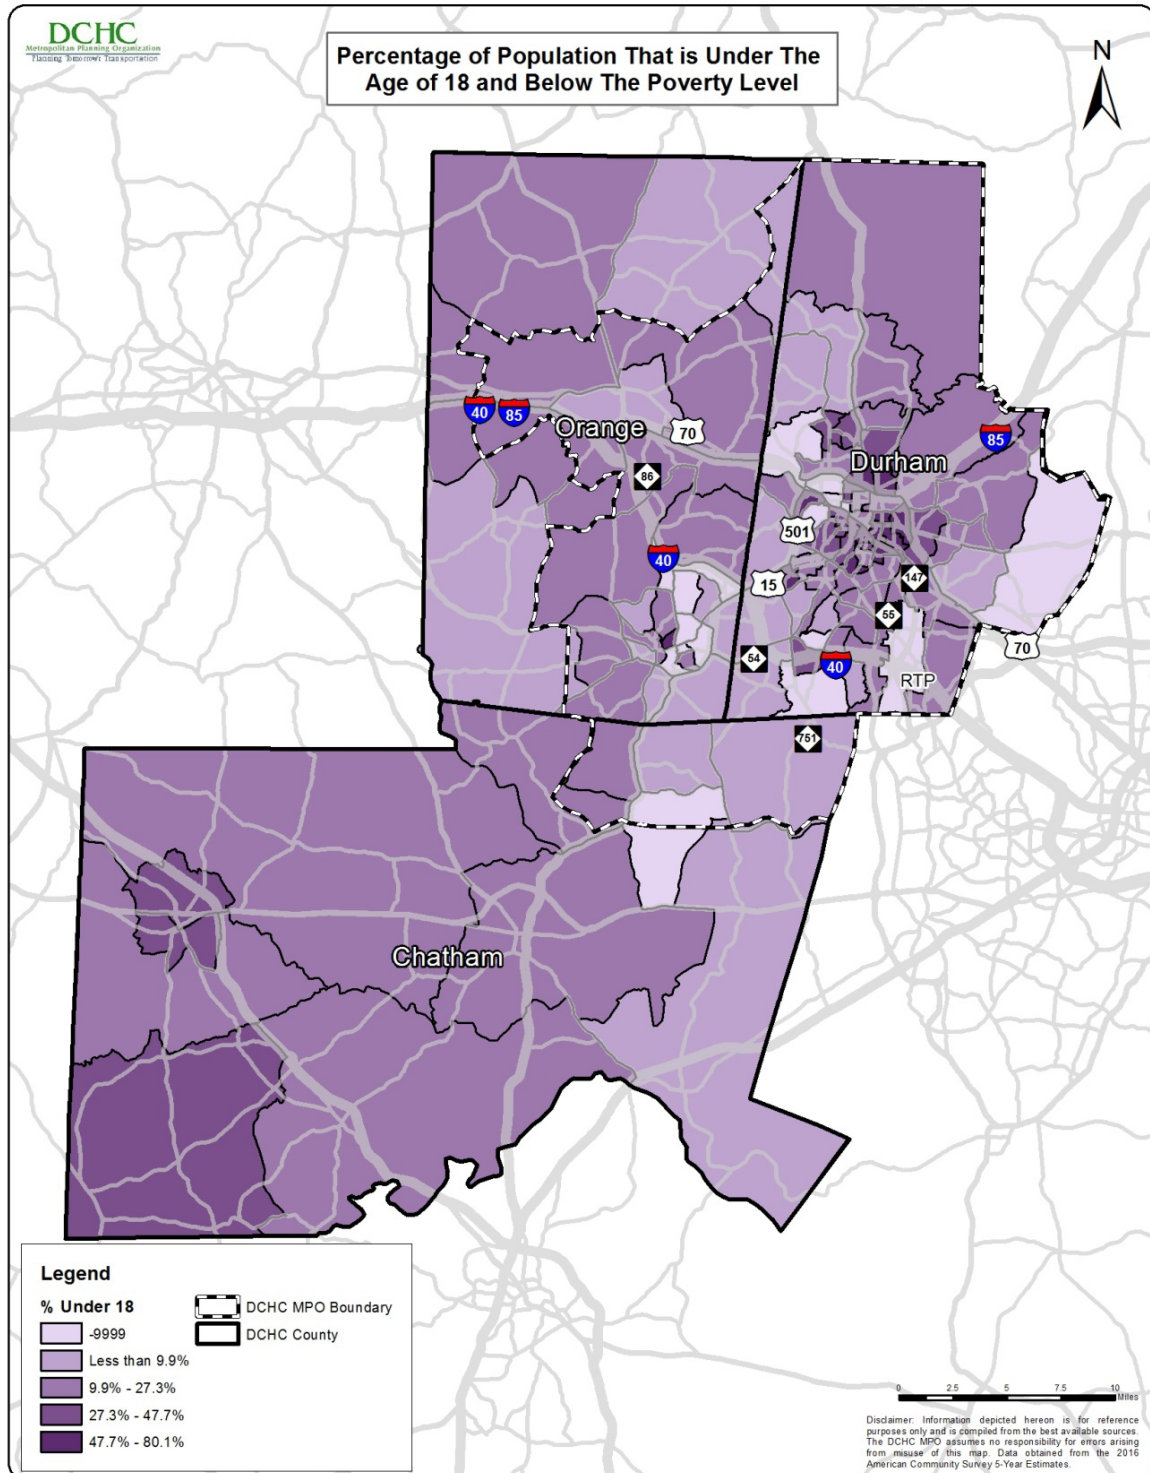 DCHC
Metropolitan Planning Organization
Planning Tomorrow's Transportation
Percentage of Population That is Under The
Age of 18 and Below The Poverty Level
N
40
85
Orange
70
86
85
Durham
501
40
15
147
55
70
54
40
RTP
751
Chatham
Legend
% Under 18
-9999
Less than 9.9%
9.9% - 27.3%
27.3% - 47.7%
47.7% - 80.1%
DCHC MPO Boundary
DCHC County
0 2.5 5 7.5 10
Miles
Disclaimer: Information depicted hereon is for reference
purposes only and is compiled from the best available sources.
The DCHC MPO assumes no responsibility for errors arising
from misuse of this map. Data obtained from the 2016
American Community Survey 5-Year Estimates.